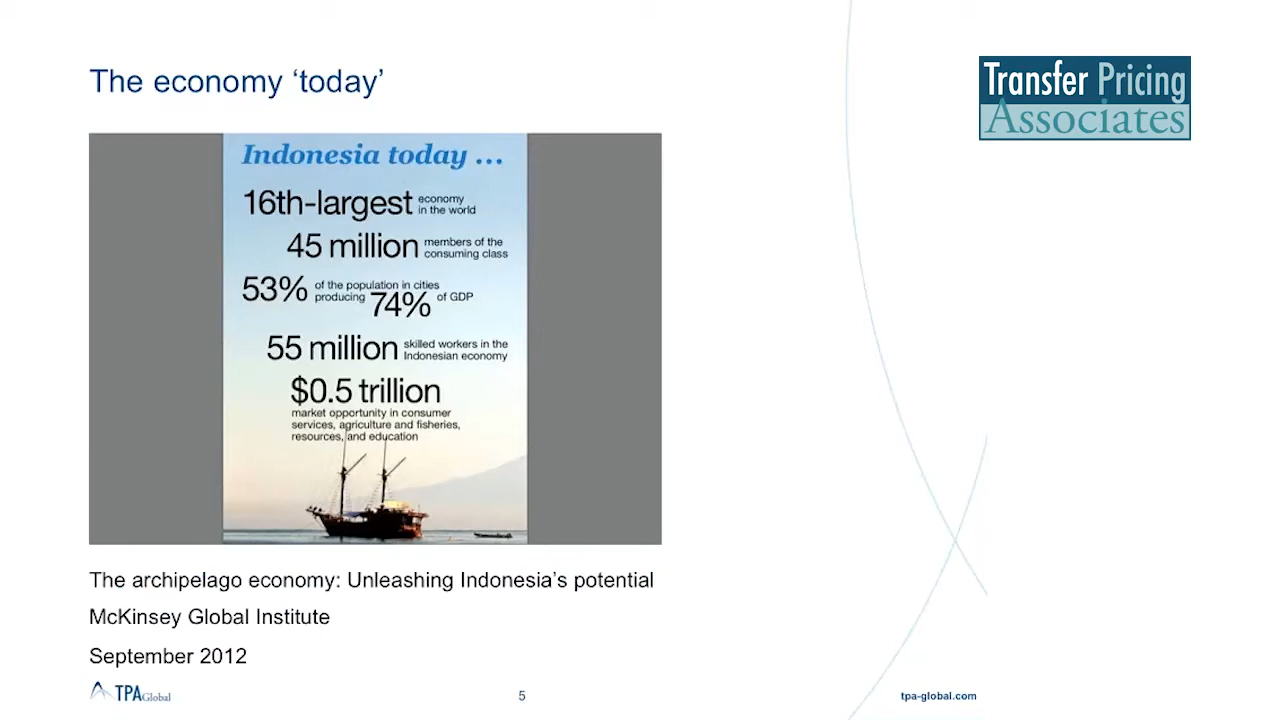 The economy ‘today’
Transfer Pricing
Associates
Indonesia today ...
16th-largest economy
in the world
45 million members of the
consuming class
53% of the population in cities
producing 74% of GDP
55 million skilled workers in the
Indonesian economy
$0.5 trillion
market opportunity in consumer
services, agriculture and fisheries,
resources, and education
The archipelago economy: Unleashing Indonesia’s potential
McKinsey Global Institute
September 2012
TPA Global
5
tpa-global.com